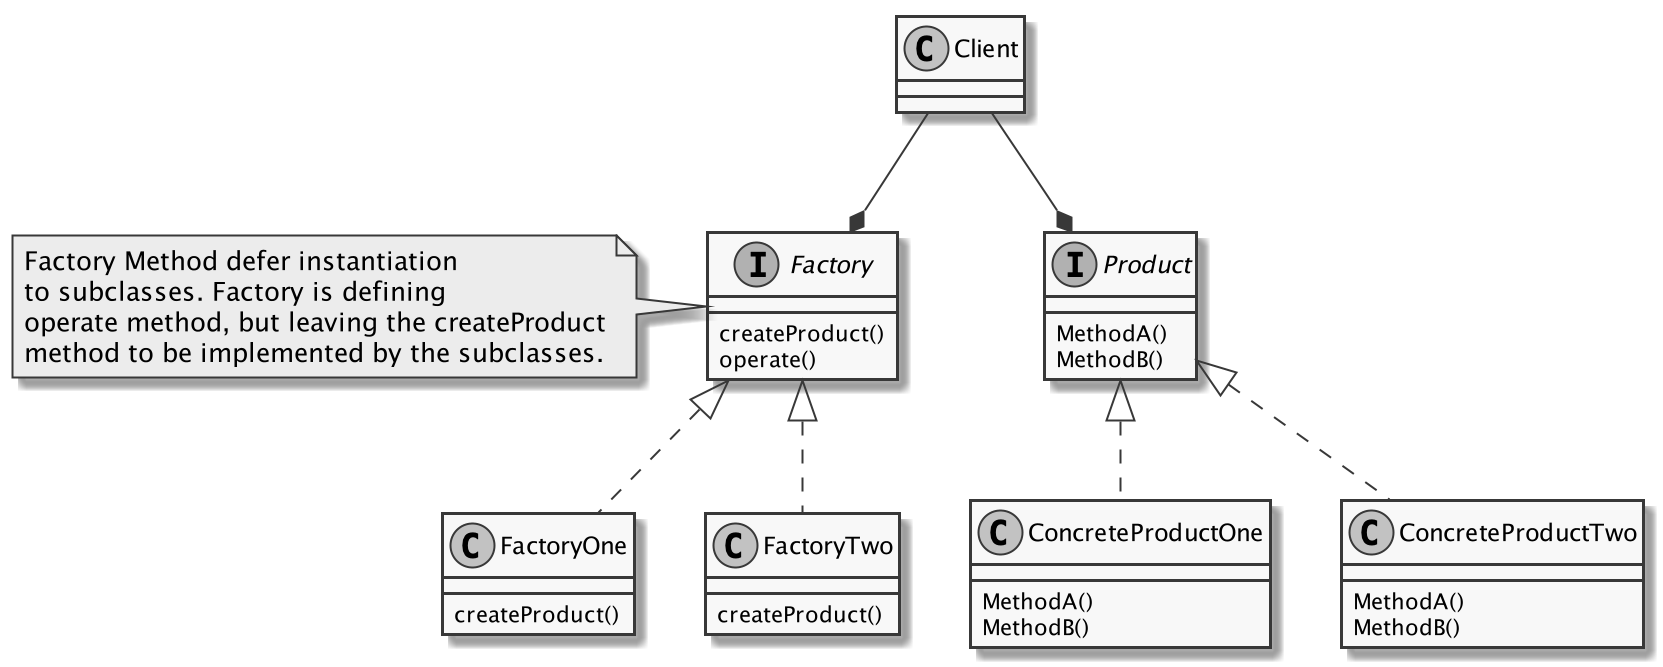 C Client
Factory Method defer instantiation
to subclasses. Factory is defining
operate method, but leaving the createProduct
method to be implemented by the subclasses.
I Factory
createProduct()
operate()
I Product
MethodA()
MethodB()
C FactoryOne
createProduct()
C FactoryTwo
createProduct()
C ConcreteProductOne
MethodA()
MethodB()
C ConcreteProductTwo
MethodA()
MethodB()